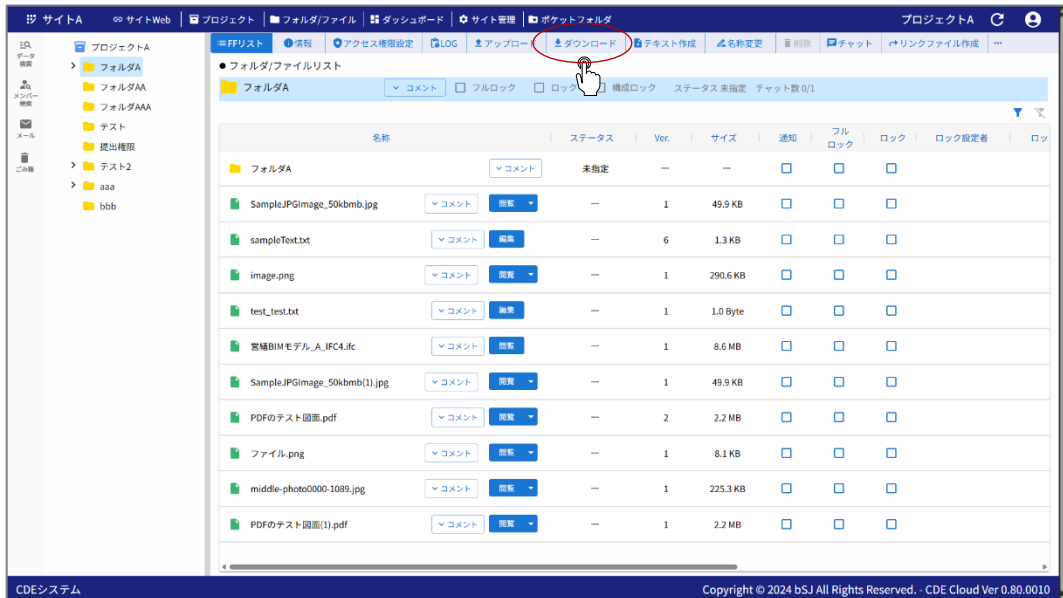 サイトA サイトWeb プロジェクト フォルダ/ファイル ダッシュボード サイト管理 ポケットフォルダ プロジェクトA
データ検索
メンバー検索
メール
ごみ箱
プロジェクトA
フォルダA
フォルダAA
フォルダAAA
テスト
提出権限
テスト2
aaa
bbb
FFリスト 情報 アクセス権限設定 LOG アップロード ダウンロード テキスト作成 名称変更 削除 チャット リンクファイル作成 ...
●フォルダ/ファイルリスト
フォルダA コメント フルロック ロック 構成ロック ステータス 未指定 チャット数 0/1
名称 ステータス Ver. サイズ 通知 フルロック ロック ロック設定者 ロッ
フォルダA コメント 未指定 — —
SampleJPGImage_50kbmb.jpg コメント 閲覧 — 1 49.9 KB
sampleText.txt コメント 編集 — 6 1.3 KB
image.png コメント 閲覧 — 1 290.6 KB
test_test.txt コメント 編集 — 1 1.0 Byte
営繕BIMモデル_A_IFC4.ifc コメント 閲覧 — 1 8.6 MB
SampleJPGImage_50kbmb(1).jpg コメント 閲覧 — 1 49.9 KB
PDFのテスト図面.pdf コメント 閲覧 — 2 2.2 MB
ファイル.png コメント 閲覧 — 1 8.1 KB
middle-photo0000-1089.jpg コメント 閲覧 — 1 225.3 KB
PDFのテスト図面(1).pdf コメント 閲覧 — 1 2.2 MB
CDEシステム Copyright © 2024 bSJ All Rights Reserved. - CDE Cloud Ver 0.80.0010